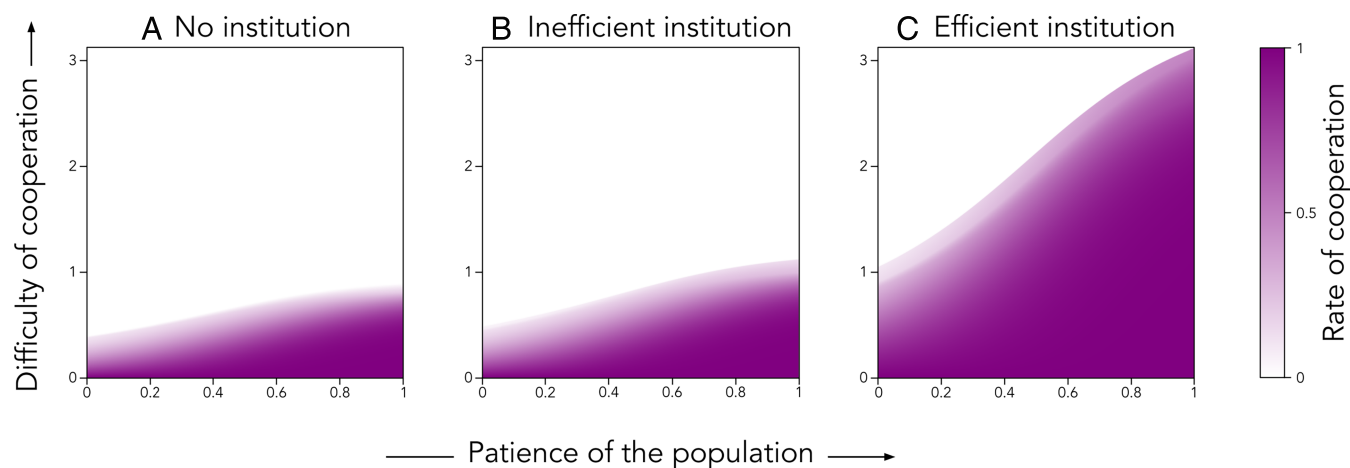 A No institution
B Inefficient institution
C Efficient institution
Difficulty of cooperation
3
2
1
0
0 0.2 0.4 0.6 0.8 1
3
2
1
0
0 0.2 0.4 0.6 0.8 1
3
2
1
0
0 0.2 0.4 0.6 0.8 1
1
0.5
0
Rate of cooperation
Patience of the population